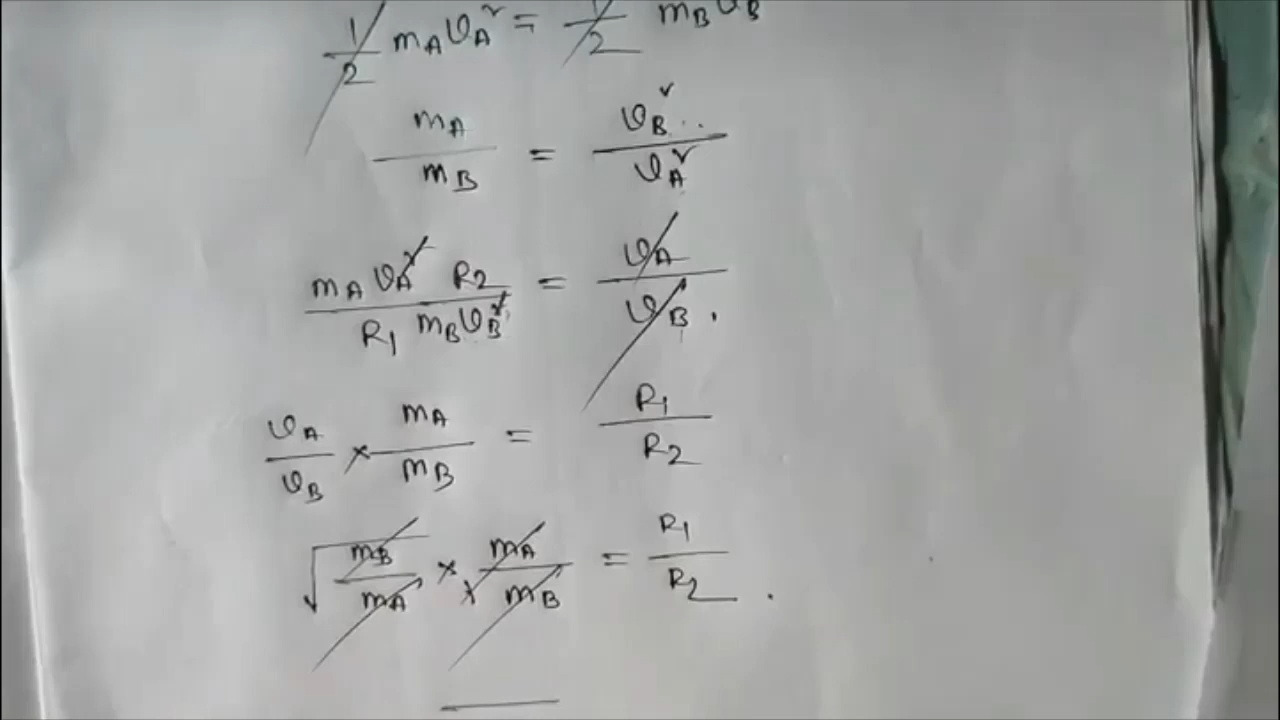 1/2 mA vA² = 1/2 mB vB
mA/mB = vB²../vA²
mA vA² R2 / R1 mB vB² = vA/vB.
vA/vB × mA/mB = R1/R2
√(mB/mA) × mA/mB = R1/R2.